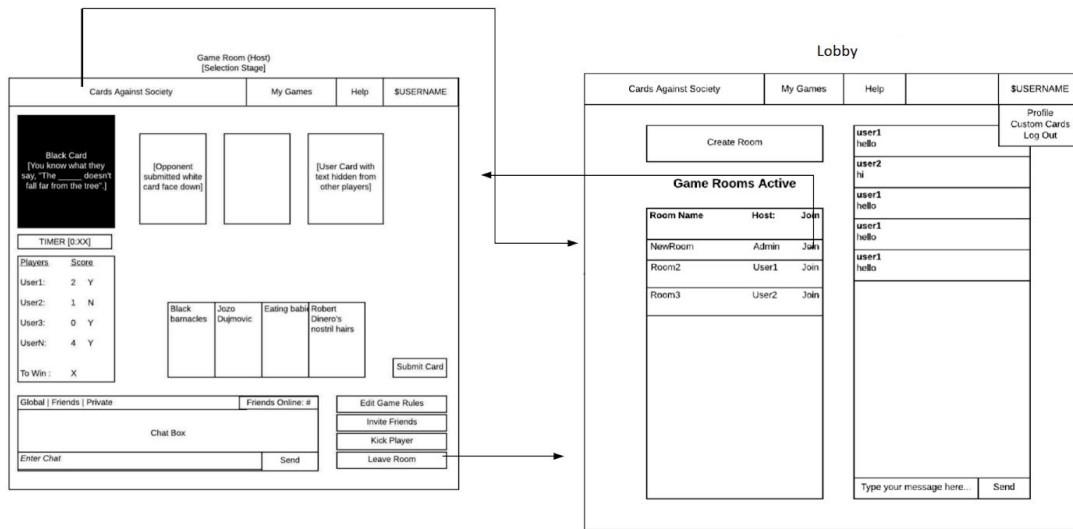 Game Room (Host)
[Selection Stage]
Cards Against Society
My Games
Help
$USERNAME
Black Card
[You know what they
say, "The _____ doesn't
fall far from the tree".]
[Opponent
submitted white
card face down]
[User Card with
text hidden from
other players]
TIMER [0:XX]
Players Score
User1: 2 Y
User2: 1 N
User3: 0 Y
UserN: 4 Y
To Win : X
Black
barnacles
Jozo
Dujmovic
Eating babi
Robert
Dinero's
nostril hairs
Submit Card
Global | Friends | Private
Friends Online: #
Chat Box
Enter Chat
Send
Edit Game Rules
Invite Friends
Kick Player
Leave Room
Lobby
Cards Against Society
My Games
Help
$USERNAME
Profile
Custom Cards
Log Out
Create Room
Game Rooms Active
Room Name Host: Join
NewRoom Admin Join
Room2 User1 Join
Room3 User2 Join
user1
hello
user2
hi
user1
hello
user1
hello
user1
hello
Type your message here...
Send